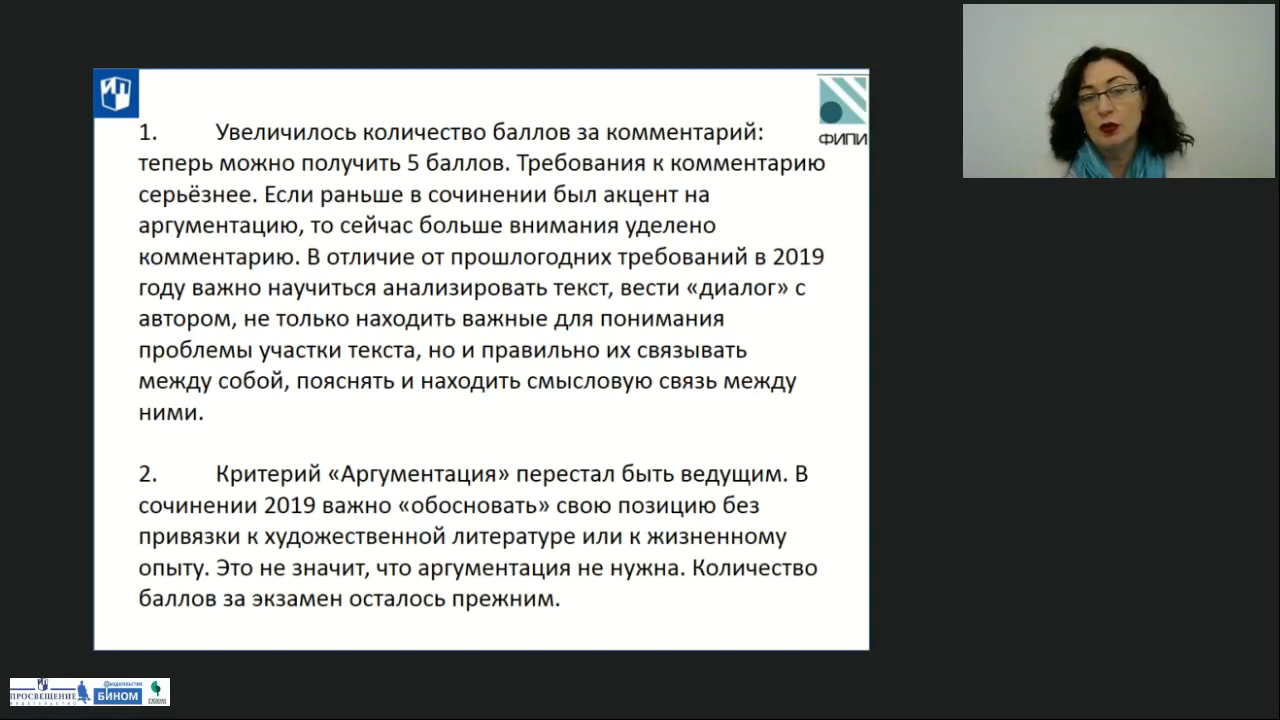 ФИПИ
1. Увеличилось количество баллов за комментарий:
теперь можно получить 5 баллов. Требования к комментарию
серьёзнее. Если раньше в сочинении был акцент на
аргументацию, то сейчас больше внимания уделено
комментарию. В отличие от прошлогодних требований в 2019
году важно научиться анализировать текст, вести «диалог» с
автором, не только находить важные для понимания
проблемы участки текста, но и правильно их связывать
между собой, пояснять и находить смысловую связь между
ними.
2. Критерий «Аргументация» перестал быть ведущим. В
сочинении 2019 важно «обосновать» свою позицию без
привязки к художественной литературе или к жизненному
опыту. Это не значит, что аргументация не нужна. Количество
баллов за экзамен осталось прежним.
ПРОСВЕЩЕНИЕ
ИЗДАТЕЛЬСТВО
БИНОМ